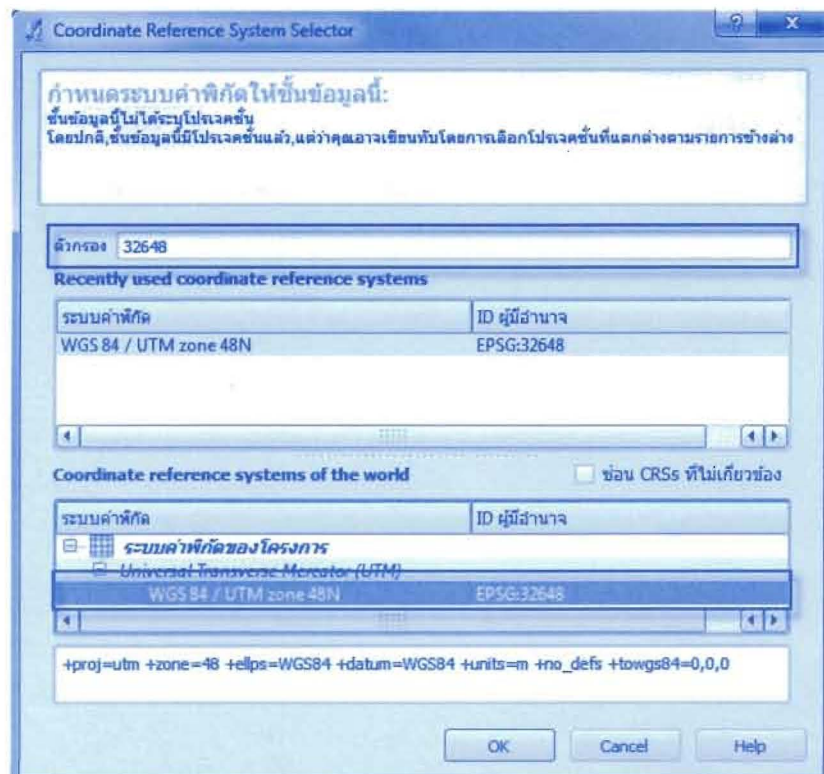 Coordinate Reference System Selector
กำหนดระบบค่าพิกัดให้ชั้นข้อมูลนี้:
ชั้นข้อมูลนี้ไม่ได้ระบุโปรเจคชั่น
โดยปกติ,ชั้นข้อมูลนี้มีโปรเจคชั่นแล้ว,แต่ว่าคุณอาจเขียนทับโดยการเลือกโปรเจคชั่นที่แตกต่างตามรายการข้างล่าง
ตัวกรอง 32648
Recently used coordinate reference systems
ระบบค่าพิกัด ID ผู้มีอำนาจ
WGS 84 / UTM zone 48N EPSG:32648
Coordinate reference systems of the world ซ่อน CRSs ที่ไม่เกี่ยวข้อง
ระบบค่าพิกัด ID ผู้มีอำนาจ
ระบบค่าพิกัดของโครงการ
Universal Transverse Mercator (UTM)
WGS 84 / UTM zone 48N EPSG:32648
+proj=utm +zone=48 +ellps=WGS84 +datum=WGS84 +units=m +no_defs +towgs84=0,0,0
OK Cancel Help